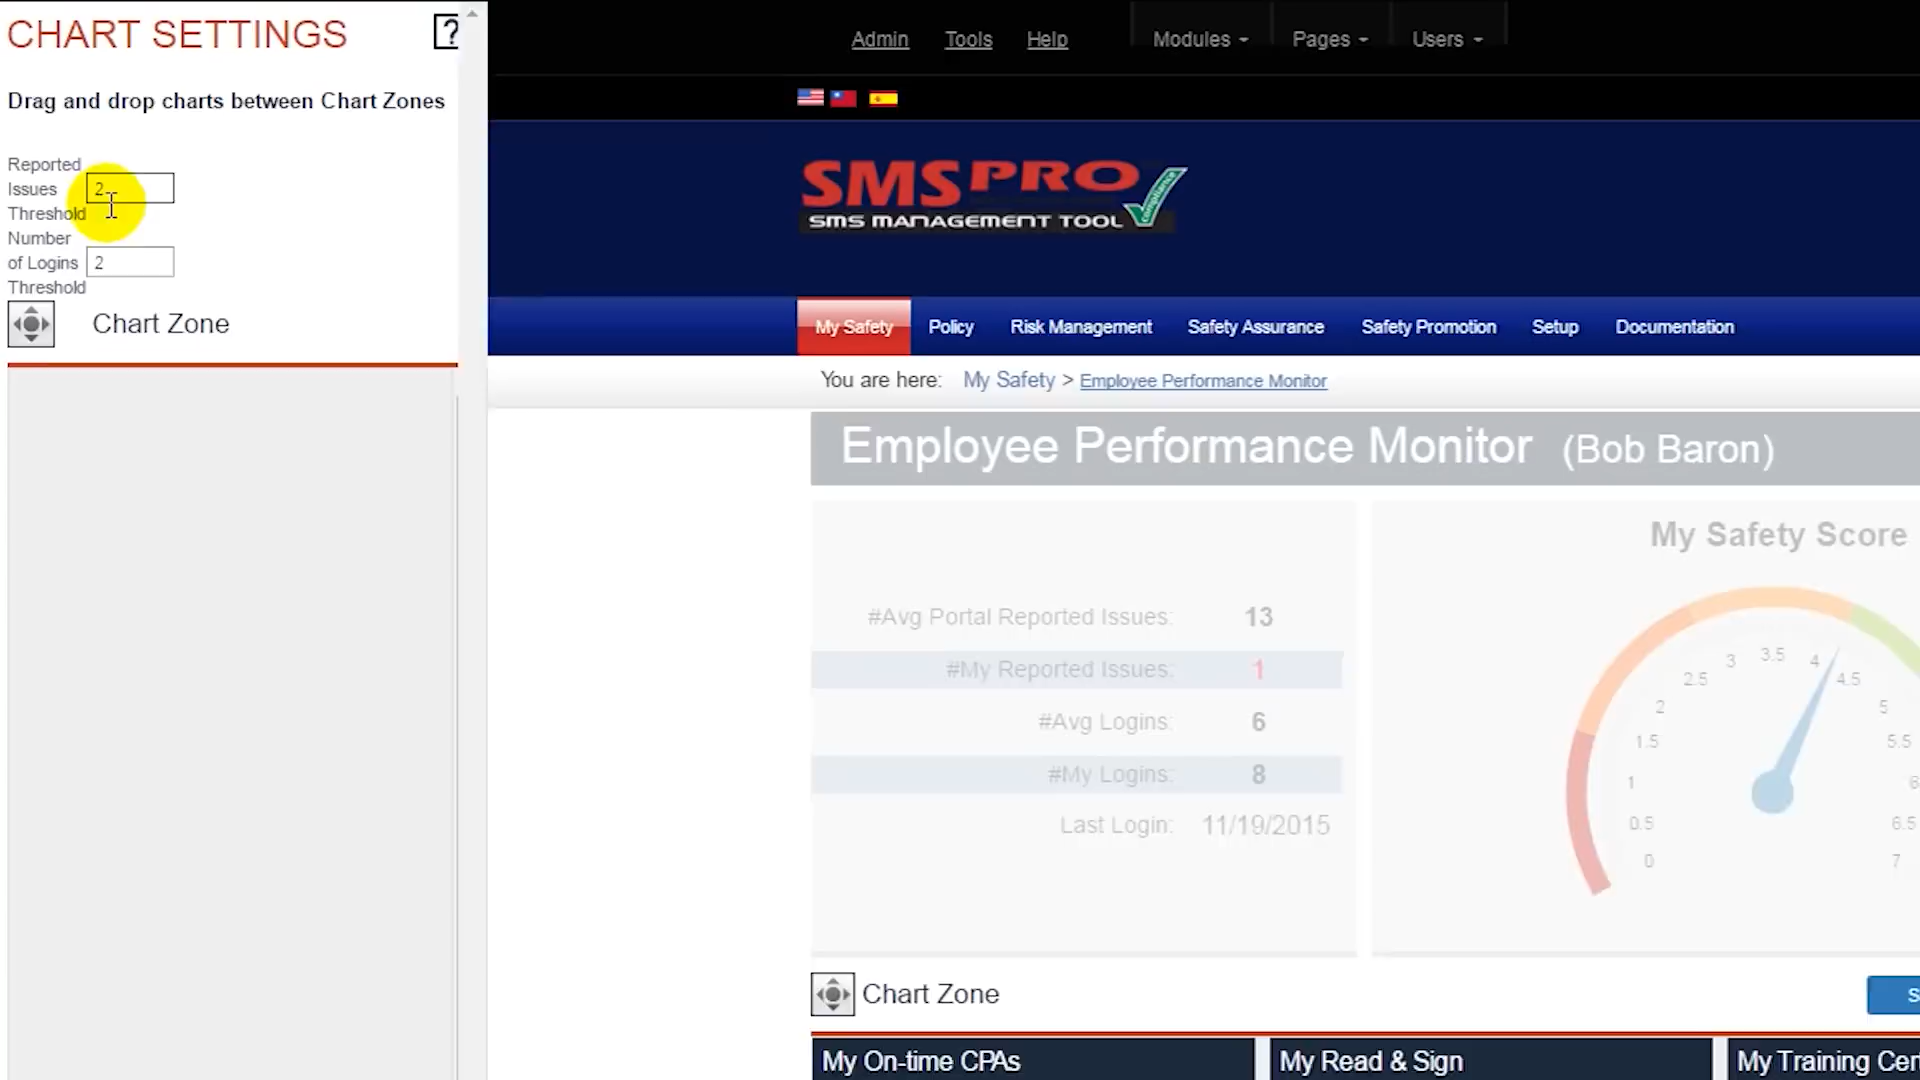 CHART SETTINGS
?
Drag and drop charts between Chart Zones
Reported
Issues 2
Threshold
Number
of Logins 2
Threshold
Chart Zone
Admin Tools Help Modules Pages Users
SMS PRO
compliance
SMS MANAGEMENT TOOL
My Safety Policy Risk Management Safety Assurance Safety Promotion Setup Documentation
You are here: My Safety > Employee Performance Monitor
Employee Performance Monitor (Bob Baron)
#Avg Portal Reported Issues: 13
#My Reported Issues: 1
#Avg Logins: 6
#My Logins: 8
Last Login: 11/19/2015
My Safety Score
0
0.5
1
1.5
2
2.5
3
3.5
4
4.5
5
5.5
6.5
7
Chart Zone
My On-time CPAs
My Read & Sign
My Training